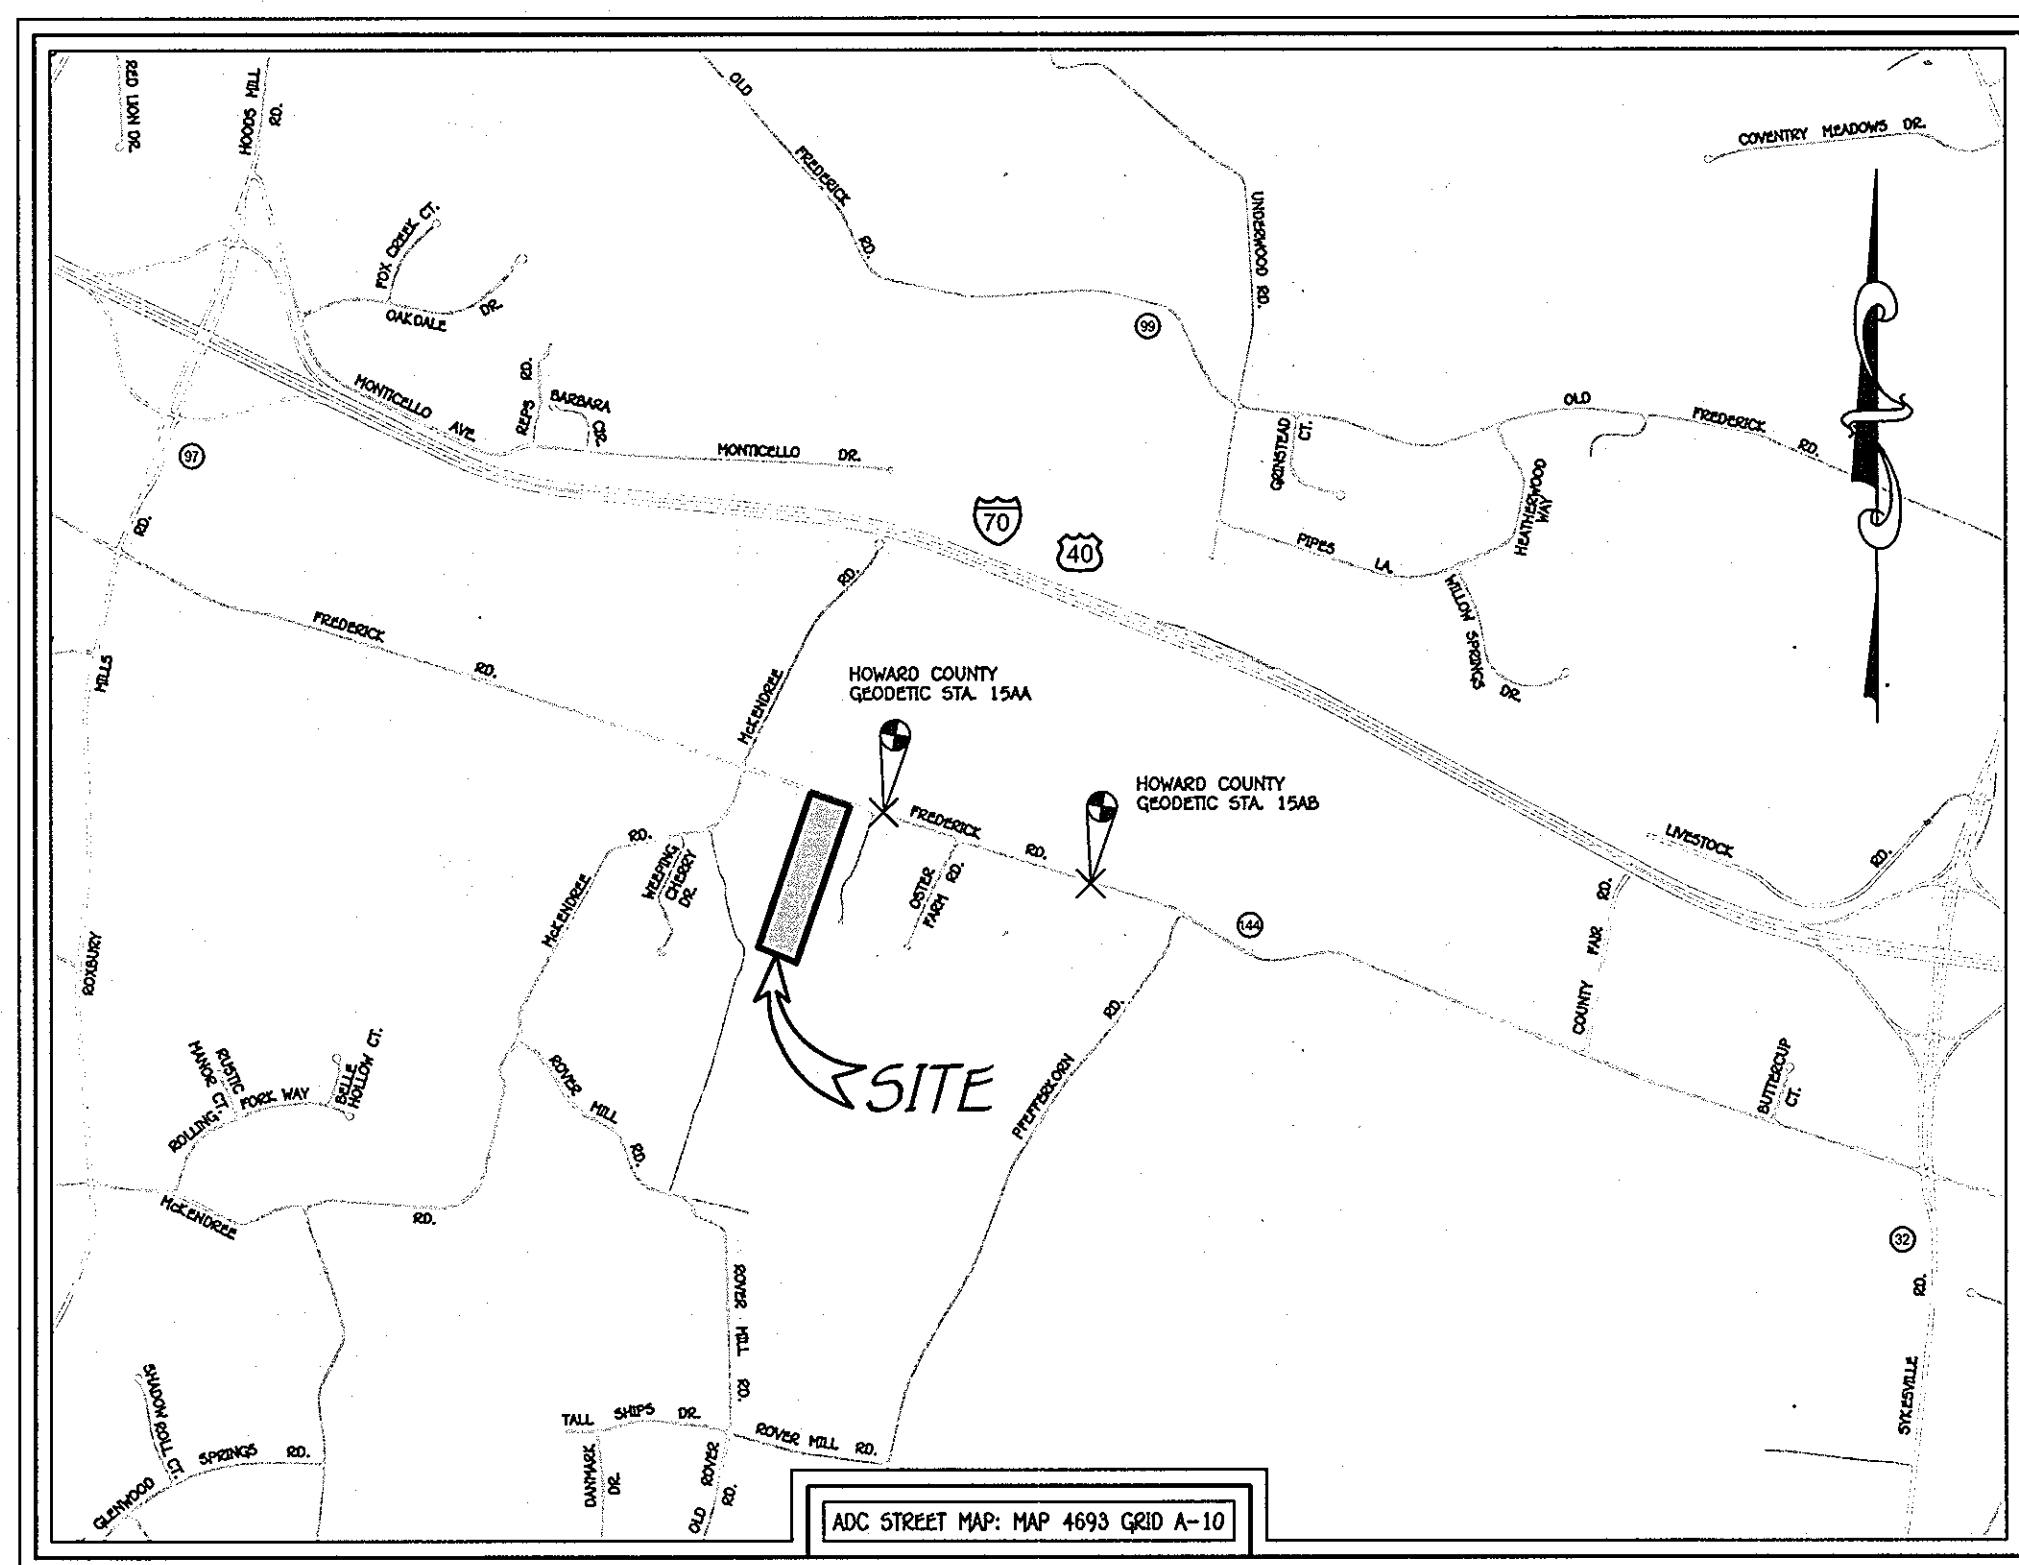 RED LION DR.
HOODS MILL
RD.
OLD
FREDERICK
RD.
COVENTRY MEADOWS DR.
UNDERWOOD RD.
FOX CREEK CT.
OAKDALE DR.
99
MONTICELLO
AVE.
REPS RD.
BARBARA
CIR.
MONTICELLO DR.
97
RD.
GRINSTEAD
CT.
OLD
FREDERICK
RD.
HEATHERWOOD
WAY
70
40
PIPES LA.
WILLOW SPRINGS
DR.
RD.
FREDERICK
RD.
MILLS
McKENDREE
HOWARD COUNTY
GEODETIC STA. 15AA
HOWARD COUNTY
GEODETIC STA. 15AB
FREDERICK
RD.
RD.
WEEPING
CHERRY
DR.
McKENDREE
OSTER
FARM RD.
144
LIVESTOCK
RD.
COUNTY FAIR RD.
ROXBURY
RD.
PFEFFERKORN
SITE
RUSTIC
MANOR CT.
ROLLING
FORK WAY
BELLE
HOLLOW CT.
ROVER
MILL
RD.
BUTTERCUP
CT.
McKENDREE
RD.
32
RD.
SYKESVILLE
ROVER MILL RD.
SHADOW ROLL CT.
GLENWOOD
SPRINGS RD.
TALL SHIPS DR.
DANMARK
DR.
OLD ROVER
RD.
ROVER MILL RD.
ADC STREET MAP: MAP 4693 GRID A-10